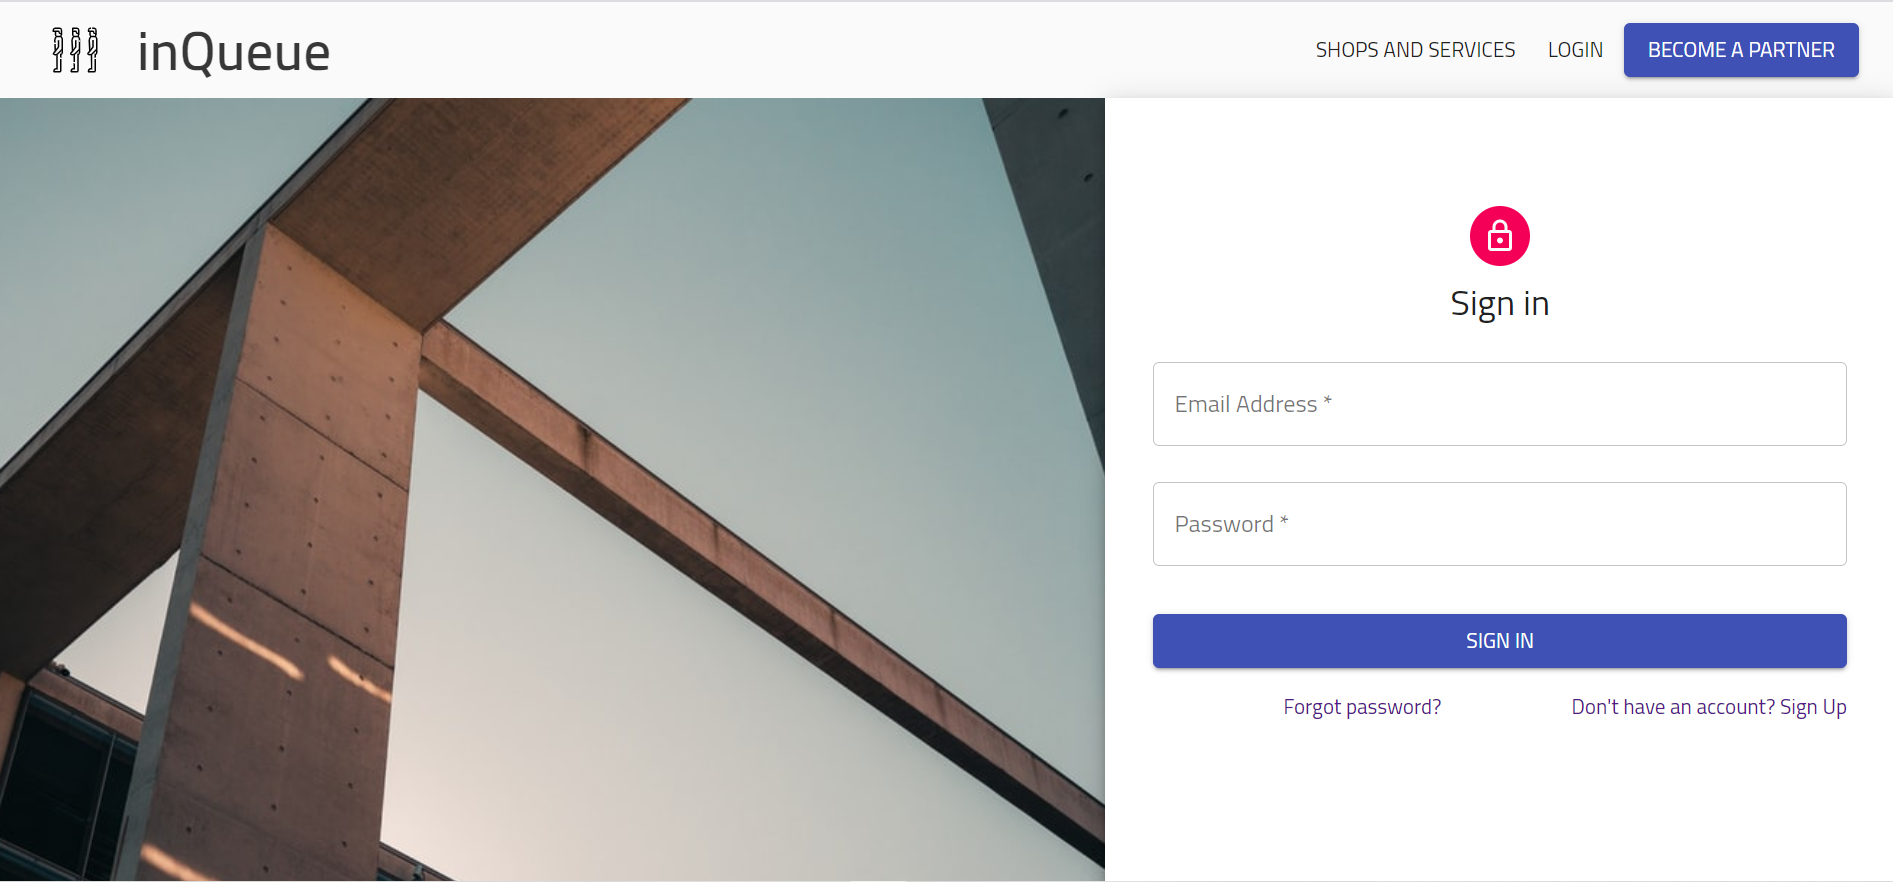 inQueue
SHOPS AND SERVICES
LOGIN
BECOME A PARTNER
Sign in
Email Address *
Password *
SIGN IN
Forgot password?
Don't have an account? Sign Up